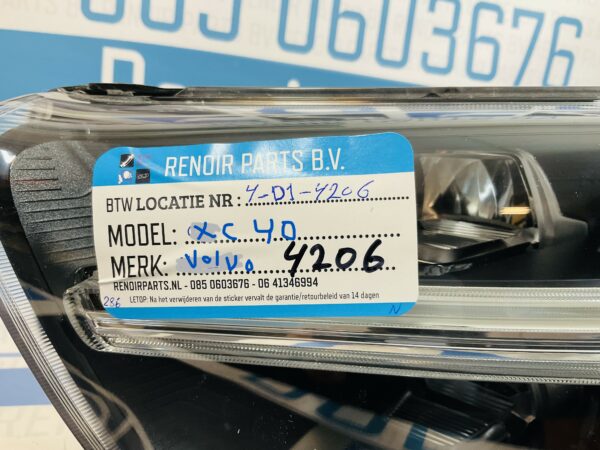 085 0603676
RENOIR PARTS B.V.
BTW LOCATIE NR : 4-D1-4206
MODEL: XC 40
MERK: Volvo 4206
RENOIRPARTS.NL - 085 0603676 - 06 41346994
LETOP: Na het verwijderen van de sticker vervalt de garantie/retourbeleid van 14 dagen
286
N